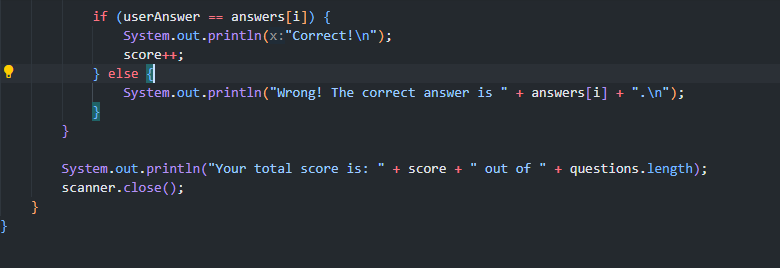 if (userAnswer == answers[i]) {
System.out.println(x:"Correct!\n");
score++;
} else {
System.out.println("Wrong! The correct answer is " + answers[i] + ".\n");
}
}
System.out.println("Your total score is: " + score + " out of " + questions.length);
scanner.close();
}
}